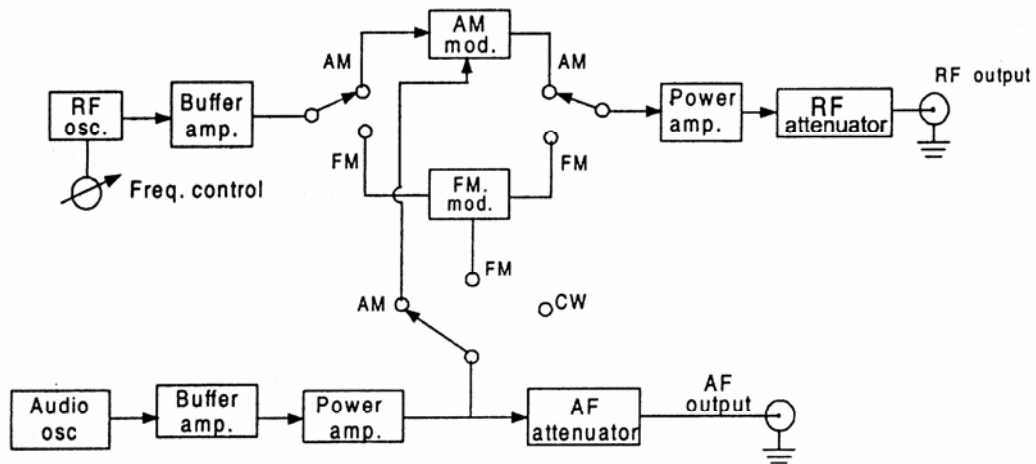 AM
mod.
AM
AM
RF output
RF
osc.
Buffer
amp.
Power
amp.
RF
attenuator
FM
FM
Freq. control
FM.
mod.
FM
AM
CW
Audio
osc
Buffer
amp.
Power
amp.
AF
attenuator
AF
output